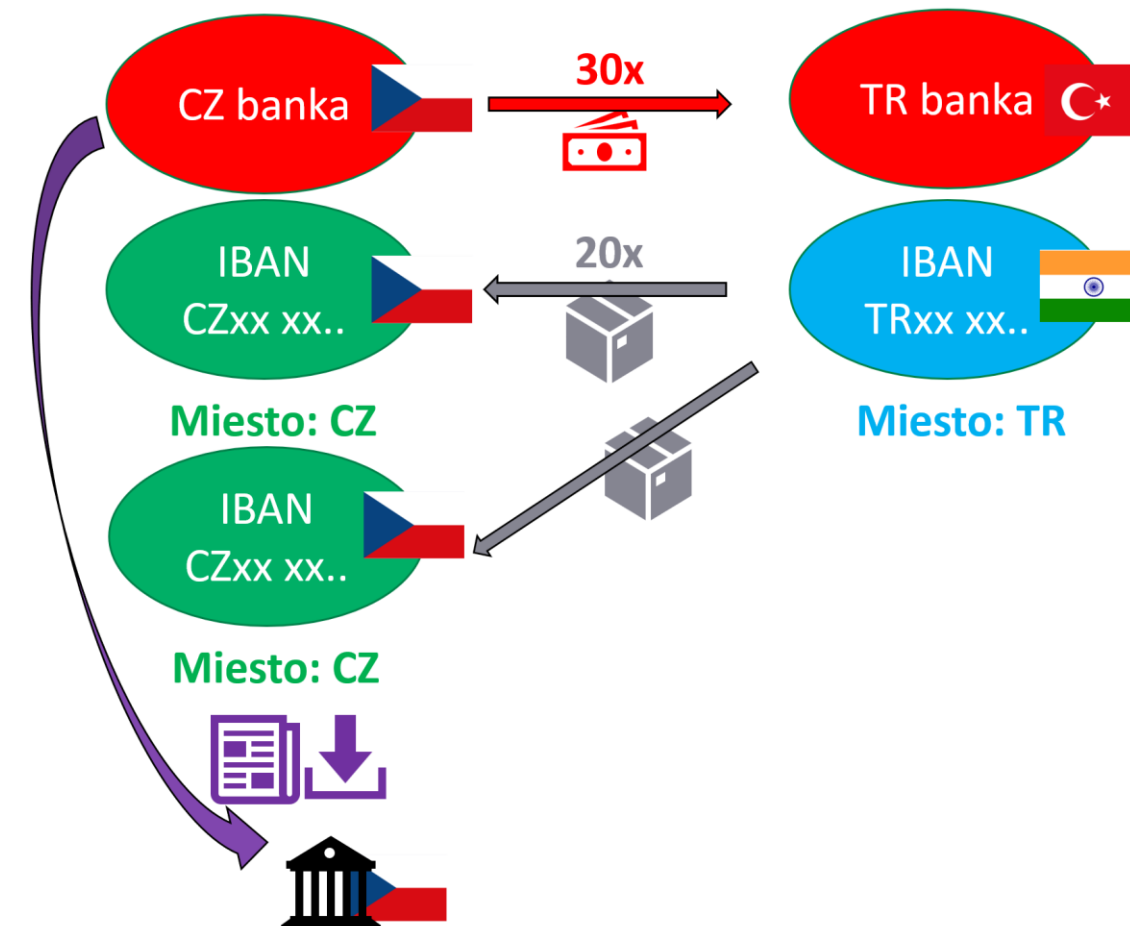 CZ banka
30x
TR banka
IBAN
CZxx xx..
20x
IBAN
TRxx xx..
Miesto: CZ
Miesto: TR
IBAN
CZxx xx..
Miesto: CZ